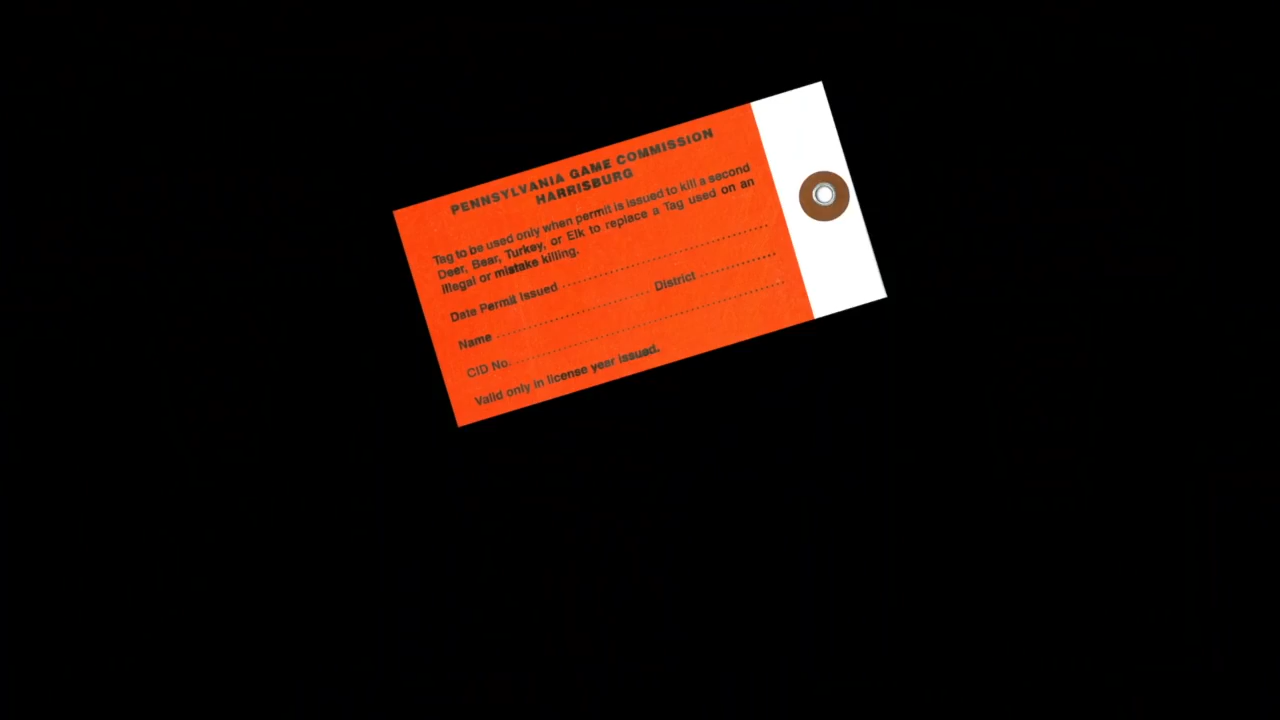 PENNSYLVANIA GAME COMMISSION
HARRISBURG
Tag to be used only when permit is issued to kill a second
Deer, Bear, Turkey, or Elk to replace a Tag used on an
illegal or mistake killing.
Date Permit Issued ........................................
Name .............................. District ..............
CID No. ....................................................
Valid only in license year issued.